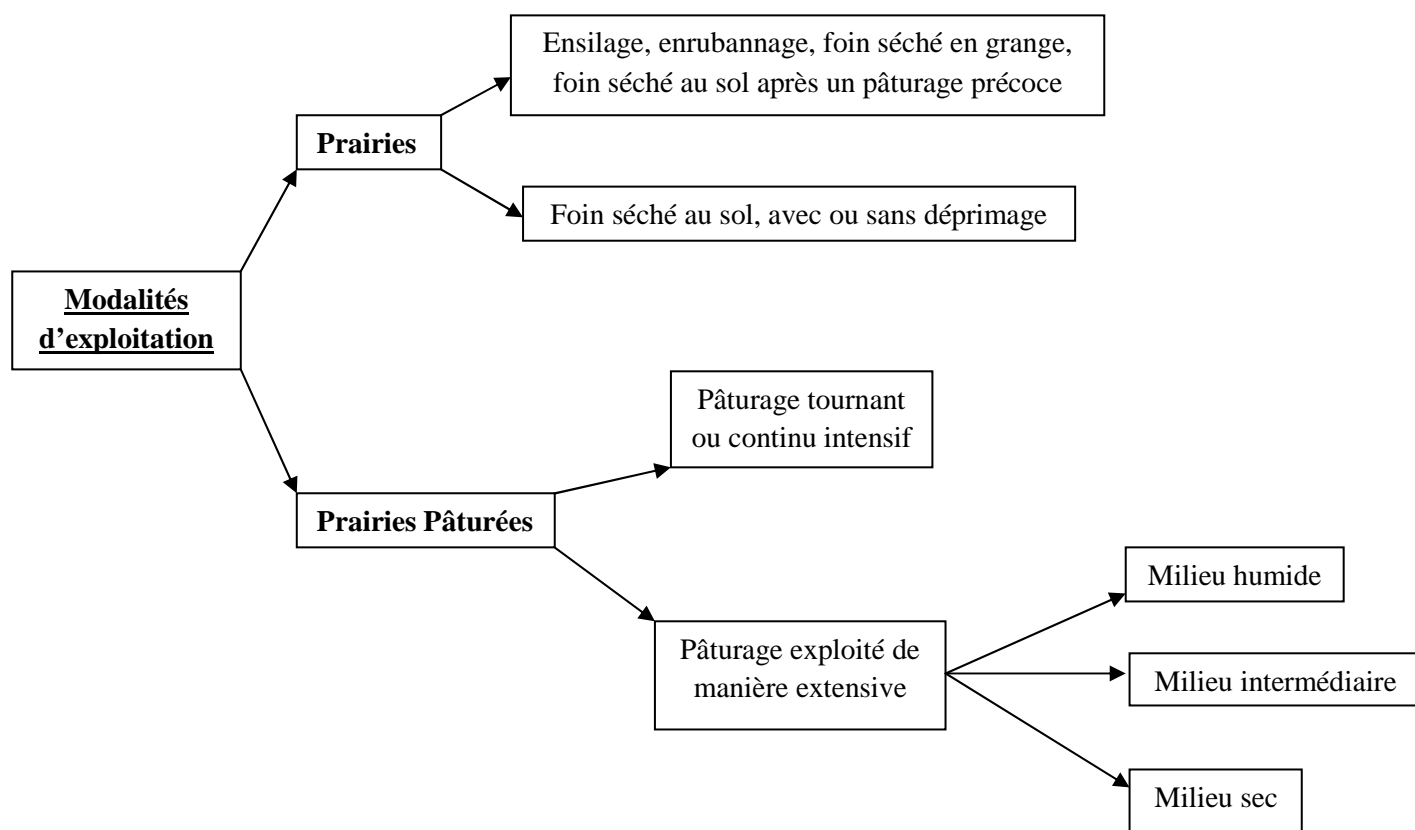 Ensilage, enrubannage, foin séché en grange,
foin séché au sol après un pâturage précoce
Prairies
Foin séché au sol, avec ou sans déprimage
Modalités
d’exploitation
Pâturage tournant
ou continu intensif
Prairies Pâturées
Milieu humide
Pâturage exploité de
manière extensive
Milieu intermédiaire
Milieu sec